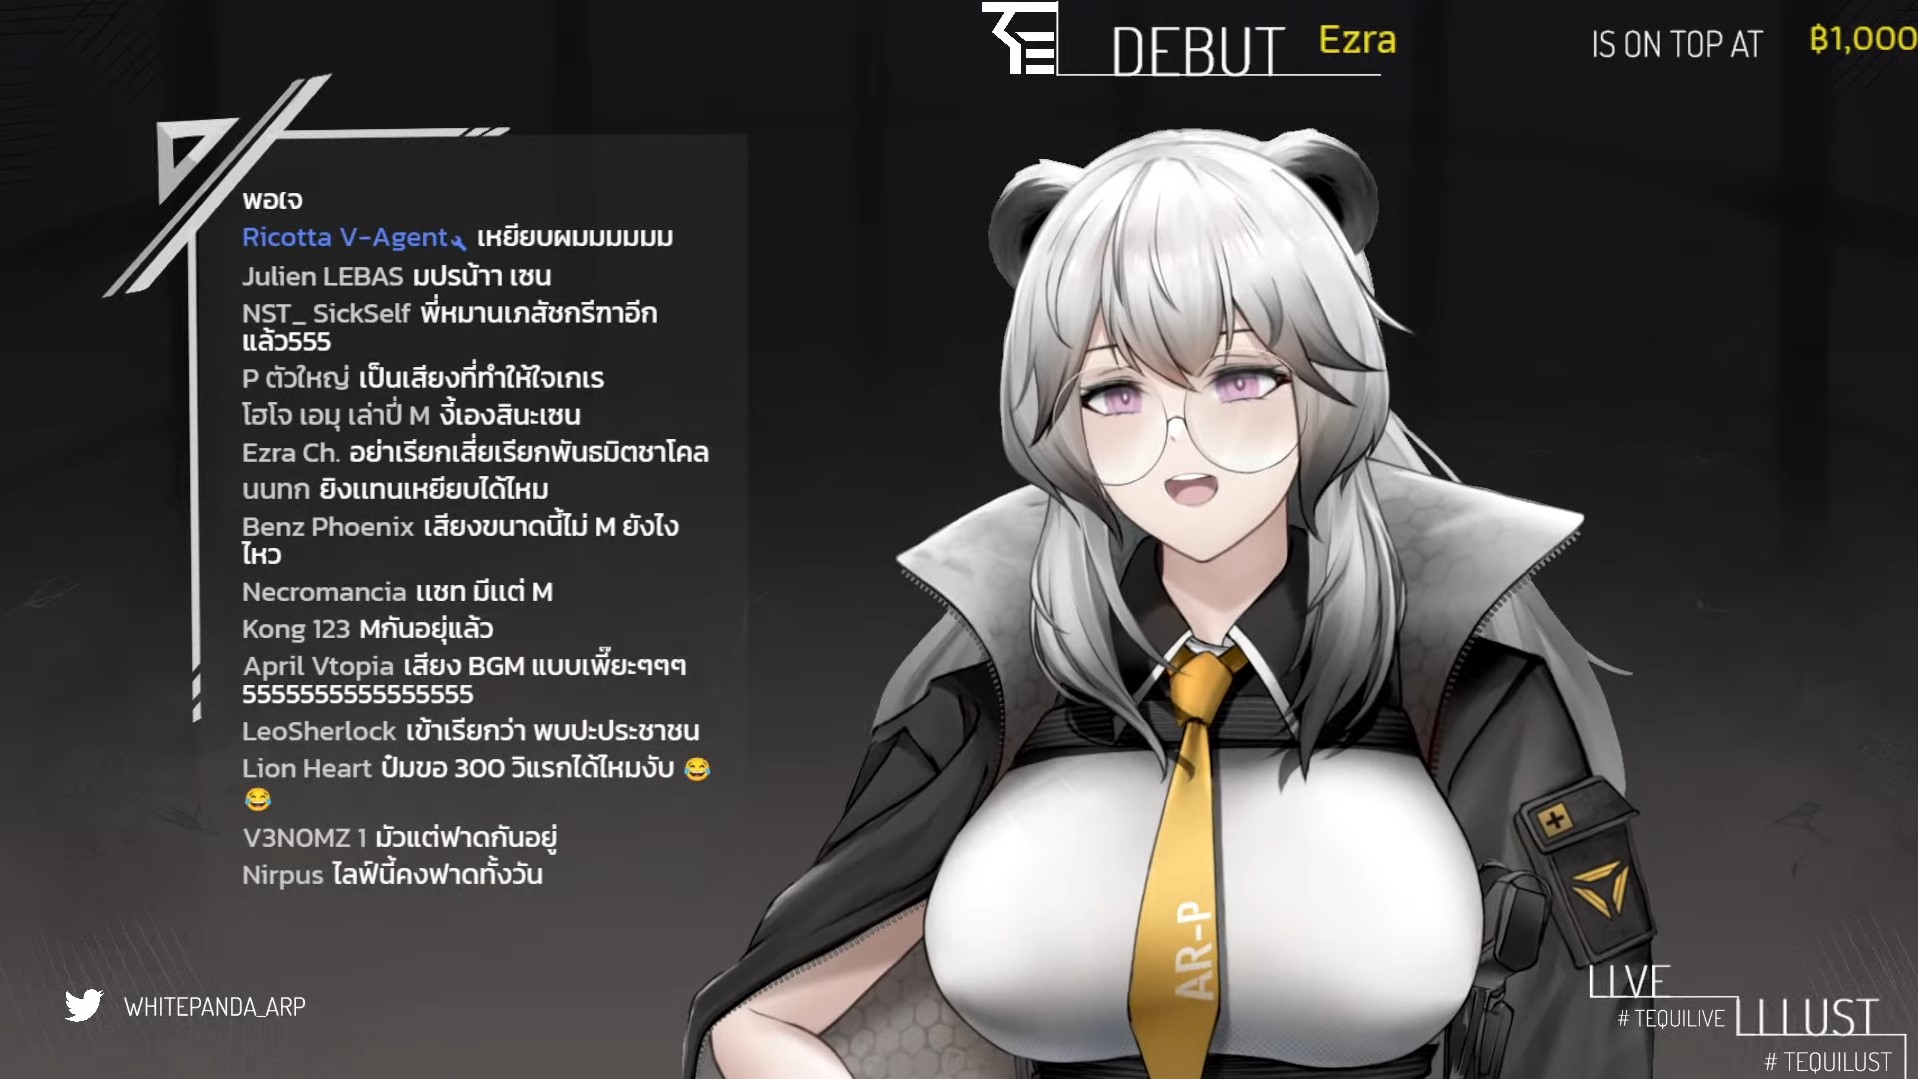 DEBUT Ezra IS ON TOP AT ฿1,000
พอเจ
Ricotta V-Agent เหยียบผมมมมมม
Julien LEBAS มปรน้าา เซน
NST_ SickSelf พี่หมานเภสัชกรีฑาอีก
แล้ว555
P ตัวใหญ่ เป็นเสียงที่ทำให้ใจเกเร
โฮโจ เอมุ เล่าปี่ M งี้เองสินะเซน
Ezra Ch. อย่าเรียกเสี่ยเรียกพันธมิตชาโคล
นนทก ยิงแทนเหยียบได้ไหม
Benz Phoenix เสียงขนาดนี้ไม่ M ยังไง
ไหว
Necromancia แชท มีแต่ M
Kong 123 Mกันอยุ่แล้ว
April Vtopia เสียง BGM แบบเพี๊ยะๆๆๆ
5555555555555555
LeoSherlock เข้าเรียกว่า พบปะประชาชน
Lion Heart ป๋มขอ 300 วิแรกได้ไหมงับ 😂
😂
V3NOMZ 1 มัวแต่ฟาดกันอยู่
Nirpus ไลฟ์นี้คงฟาดทั้งวัน
AR-P
WHITEPANDA_ARP
LIVE
# TEQUILIVE
LLLUST
# TEQUILUST